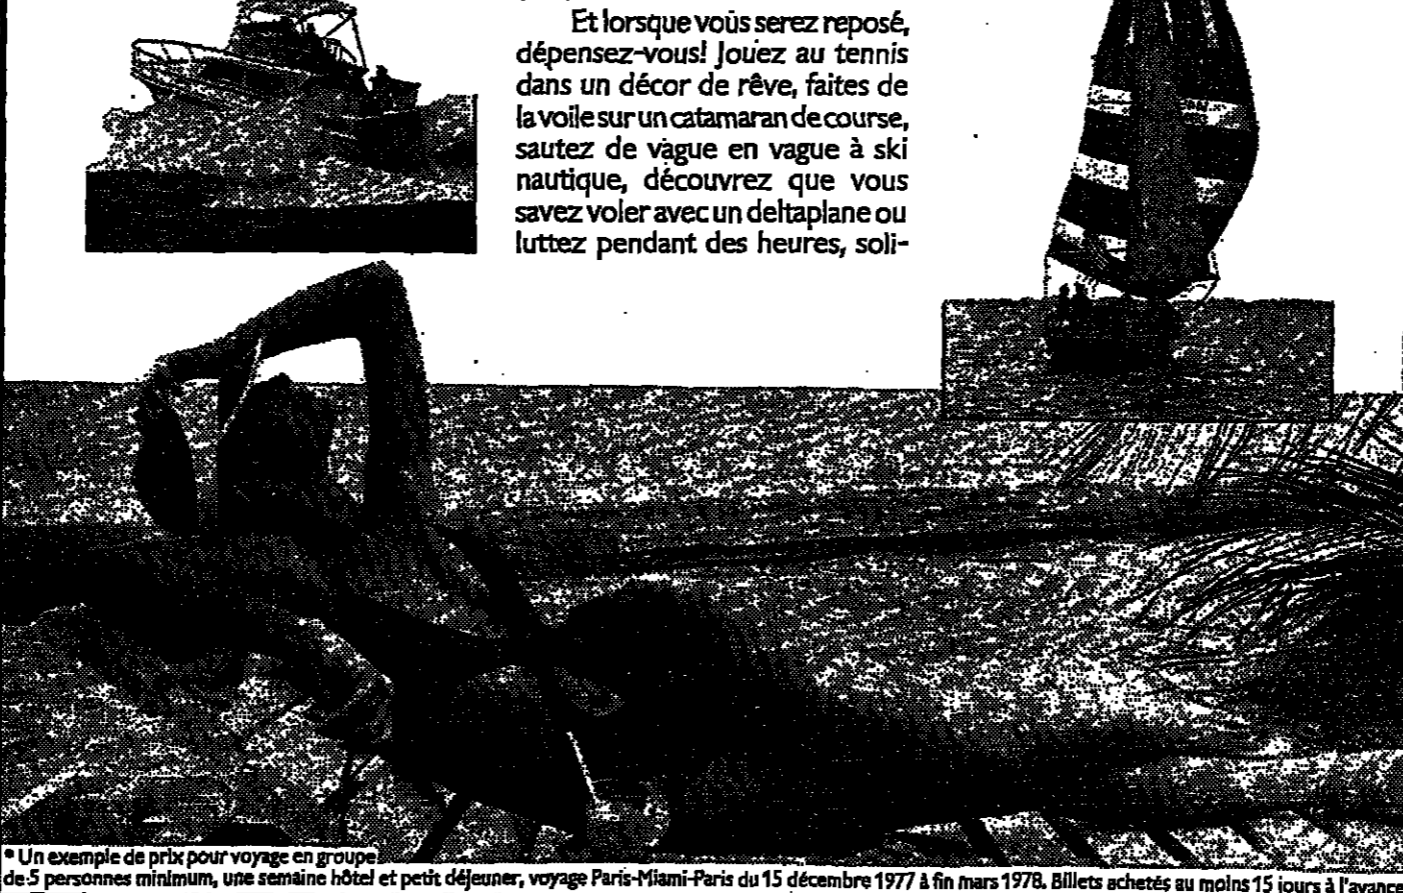 Et lorsque vous serez reposé,
dépensez-vous! Jouez au tennis
dans un décor de rêve, faites de
la voile sur un catamaran de course,
sautez de vague en vague à ski
nautique, découvrez que vous
savez voler avec un deltaplane ou
luttez pendant des heures, soli-
* Un exemple de prix pour voyage en groupe
de 5 personnes minimum, une semaine hôtel et petit déjeuner, voyage Paris-Miami-Paris du 15 décembre 1977 à fin mars 1978. Billets achetés au moins 15 jours à l'avance